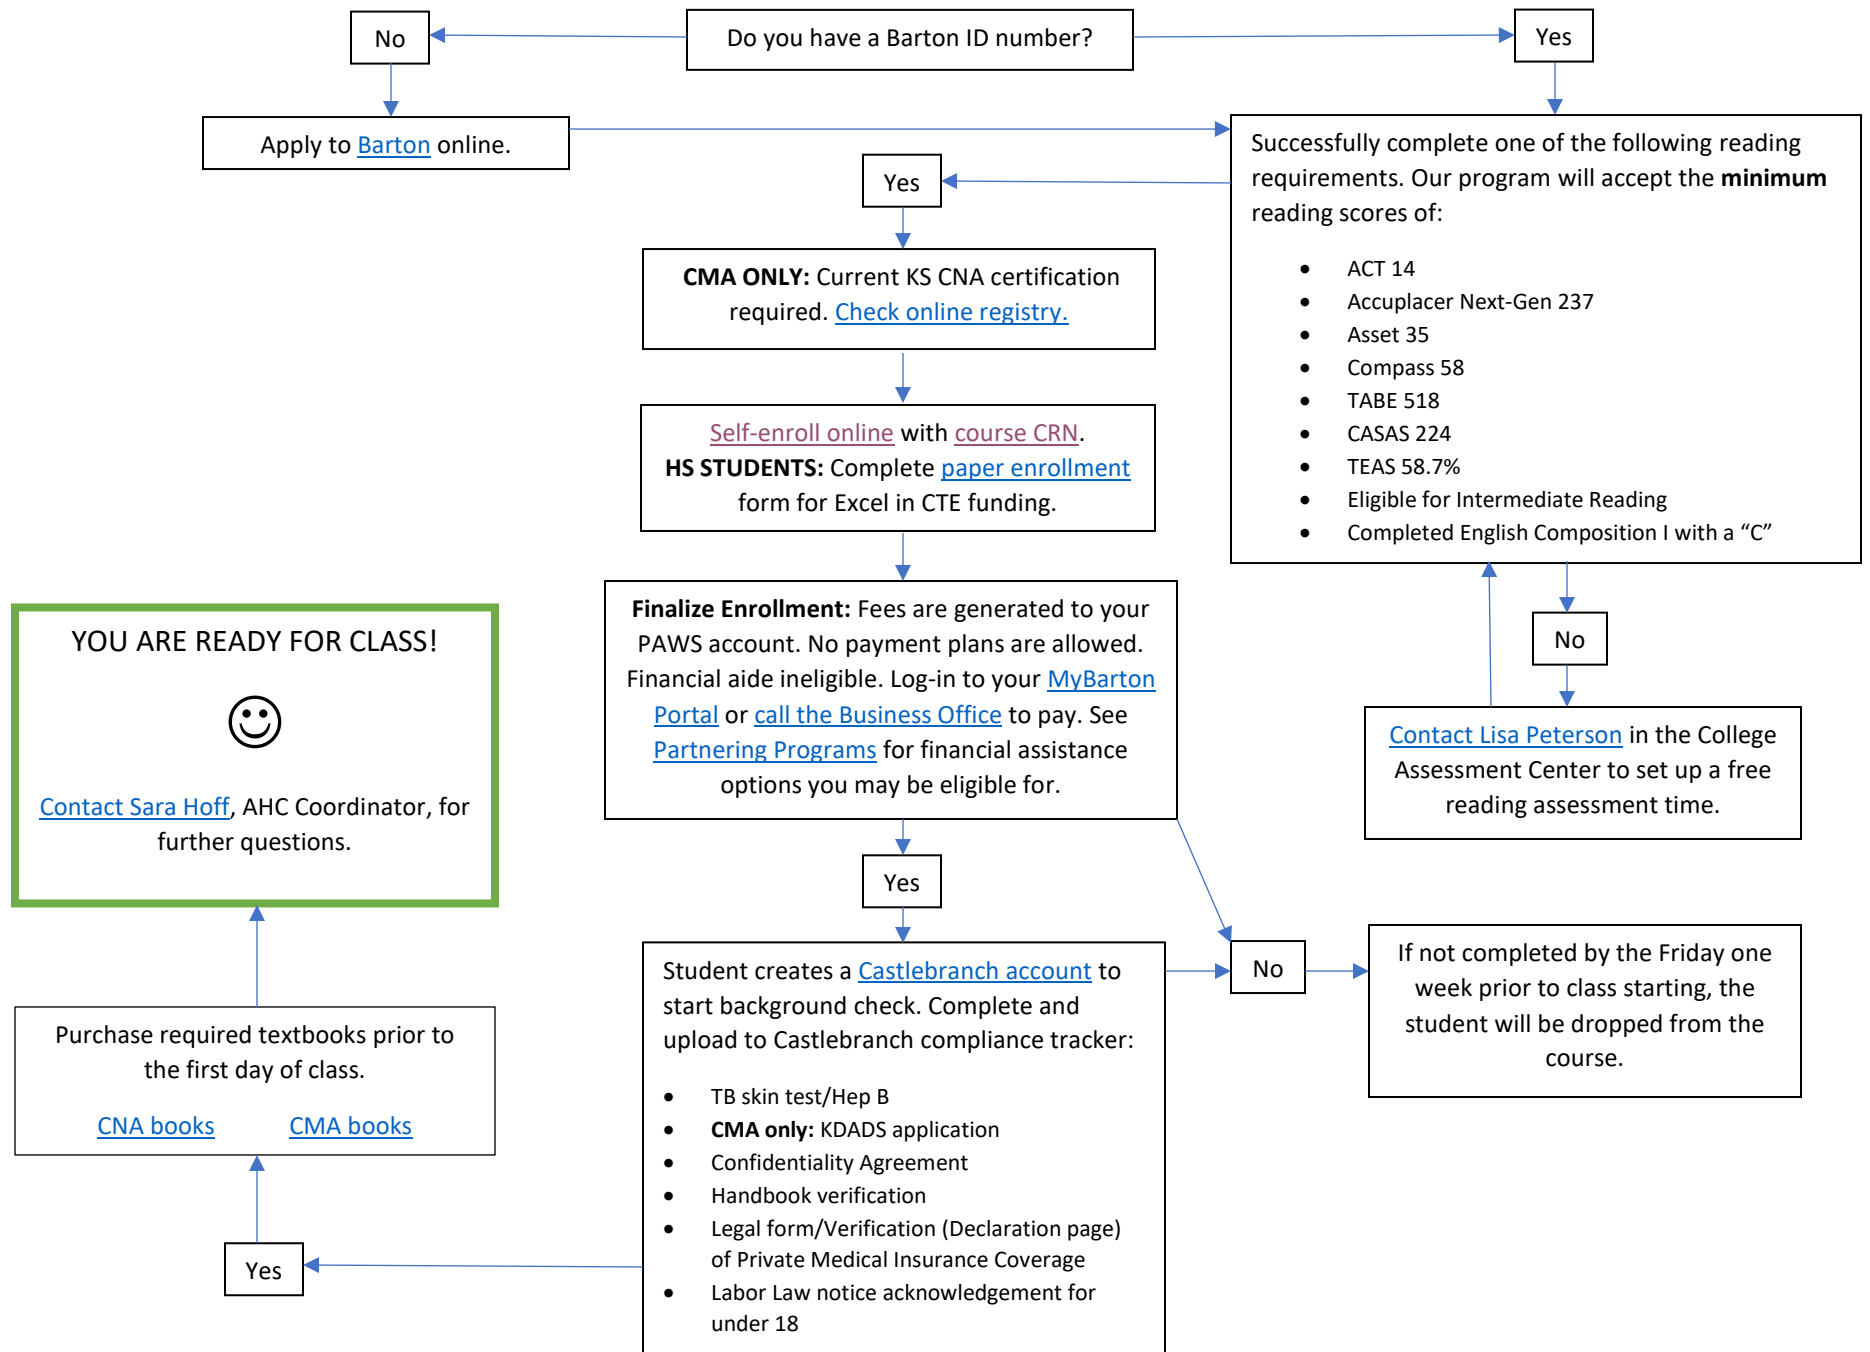 Do you have a Barton ID number?
No
Yes
Apply to Barton online.
Successfully complete one of the following reading
requirements. Our program will accept the minimum
reading scores of:
• ACT 14
• Accuplacer Next-Gen 237
• Asset 35
• Compass 58
• TABE 518
• CASAS 224
• TEAS 58.7%
• Eligible for Intermediate Reading
• Completed English Composition I with a “C”
No
Contact Lisa Peterson in the College
Assessment Center to set up a free
reading assessment time.
Yes
CMA ONLY: Current KS CNA certification
required. Check online registry.
Self-enroll online with course CRN.
HS STUDENTS: Complete paper enrollment
form for Excel in CTE funding.
Finalize Enrollment: Fees are generated to your
PAWS account. No payment plans are allowed.
Financial aide ineligible. Log-in to your MyBarton
Portal or call the Business Office to pay. See
Partnering Programs for financial assistance
options you may be eligible for.
Yes
No
If not completed by the Friday one
week prior to class starting, the
student will be dropped from the
course.
Student creates a Castlebranch account to
start background check. Complete and
upload to Castlebranch compliance tracker:
• TB skin test/Hep B
• CMA only: KDADS application
• Confidentiality Agreement
• Handbook verification
• Legal form/Verification (Declaration page)
of Private Medical Insurance Coverage
• Labor Law notice acknowledgement for
under 18
Yes
Purchase required textbooks prior to
the first day of class.
CNA books CMA books
YOU ARE READY FOR CLASS!
Contact Sara Hoff, AHC Coordinator, for
further questions.